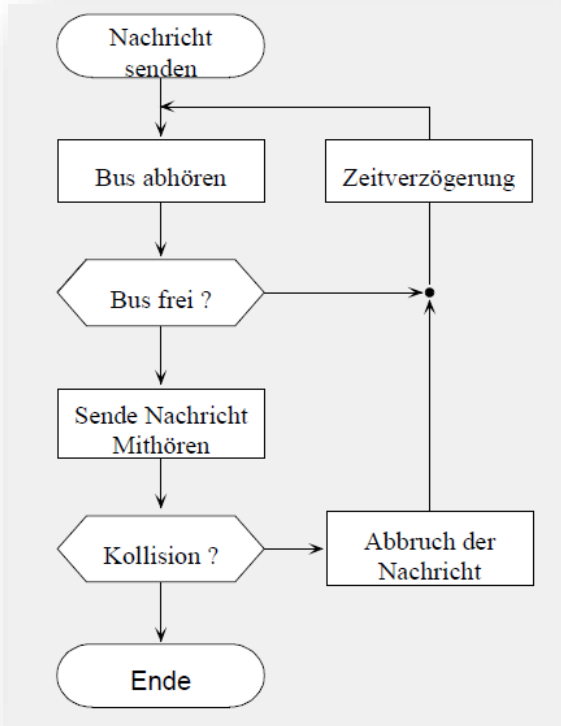 Nachricht
senden
Bus abhören
Zeitverzögerung
Bus frei ?
Sende Nachricht
Mithören
Kollision ?
Abbruch der
Nachricht
Ende